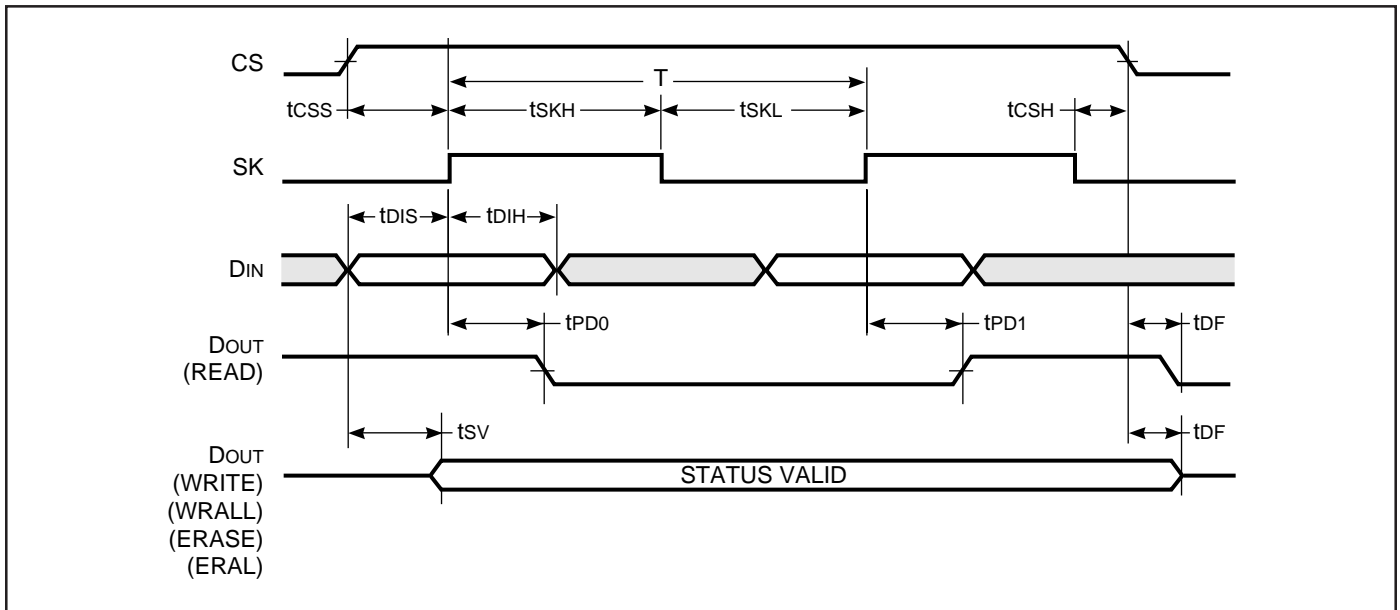 CS
T
tCSS
tSKH
tSKL
tCSH
SK
tDIS
tDIH
DIN
tPD0
tPD1
tDF
DOUT
(READ)
tSV
tDF
DOUT
(WRITE)
(WRALL)
(ERASE)
(ERAL)
STATUS VALID